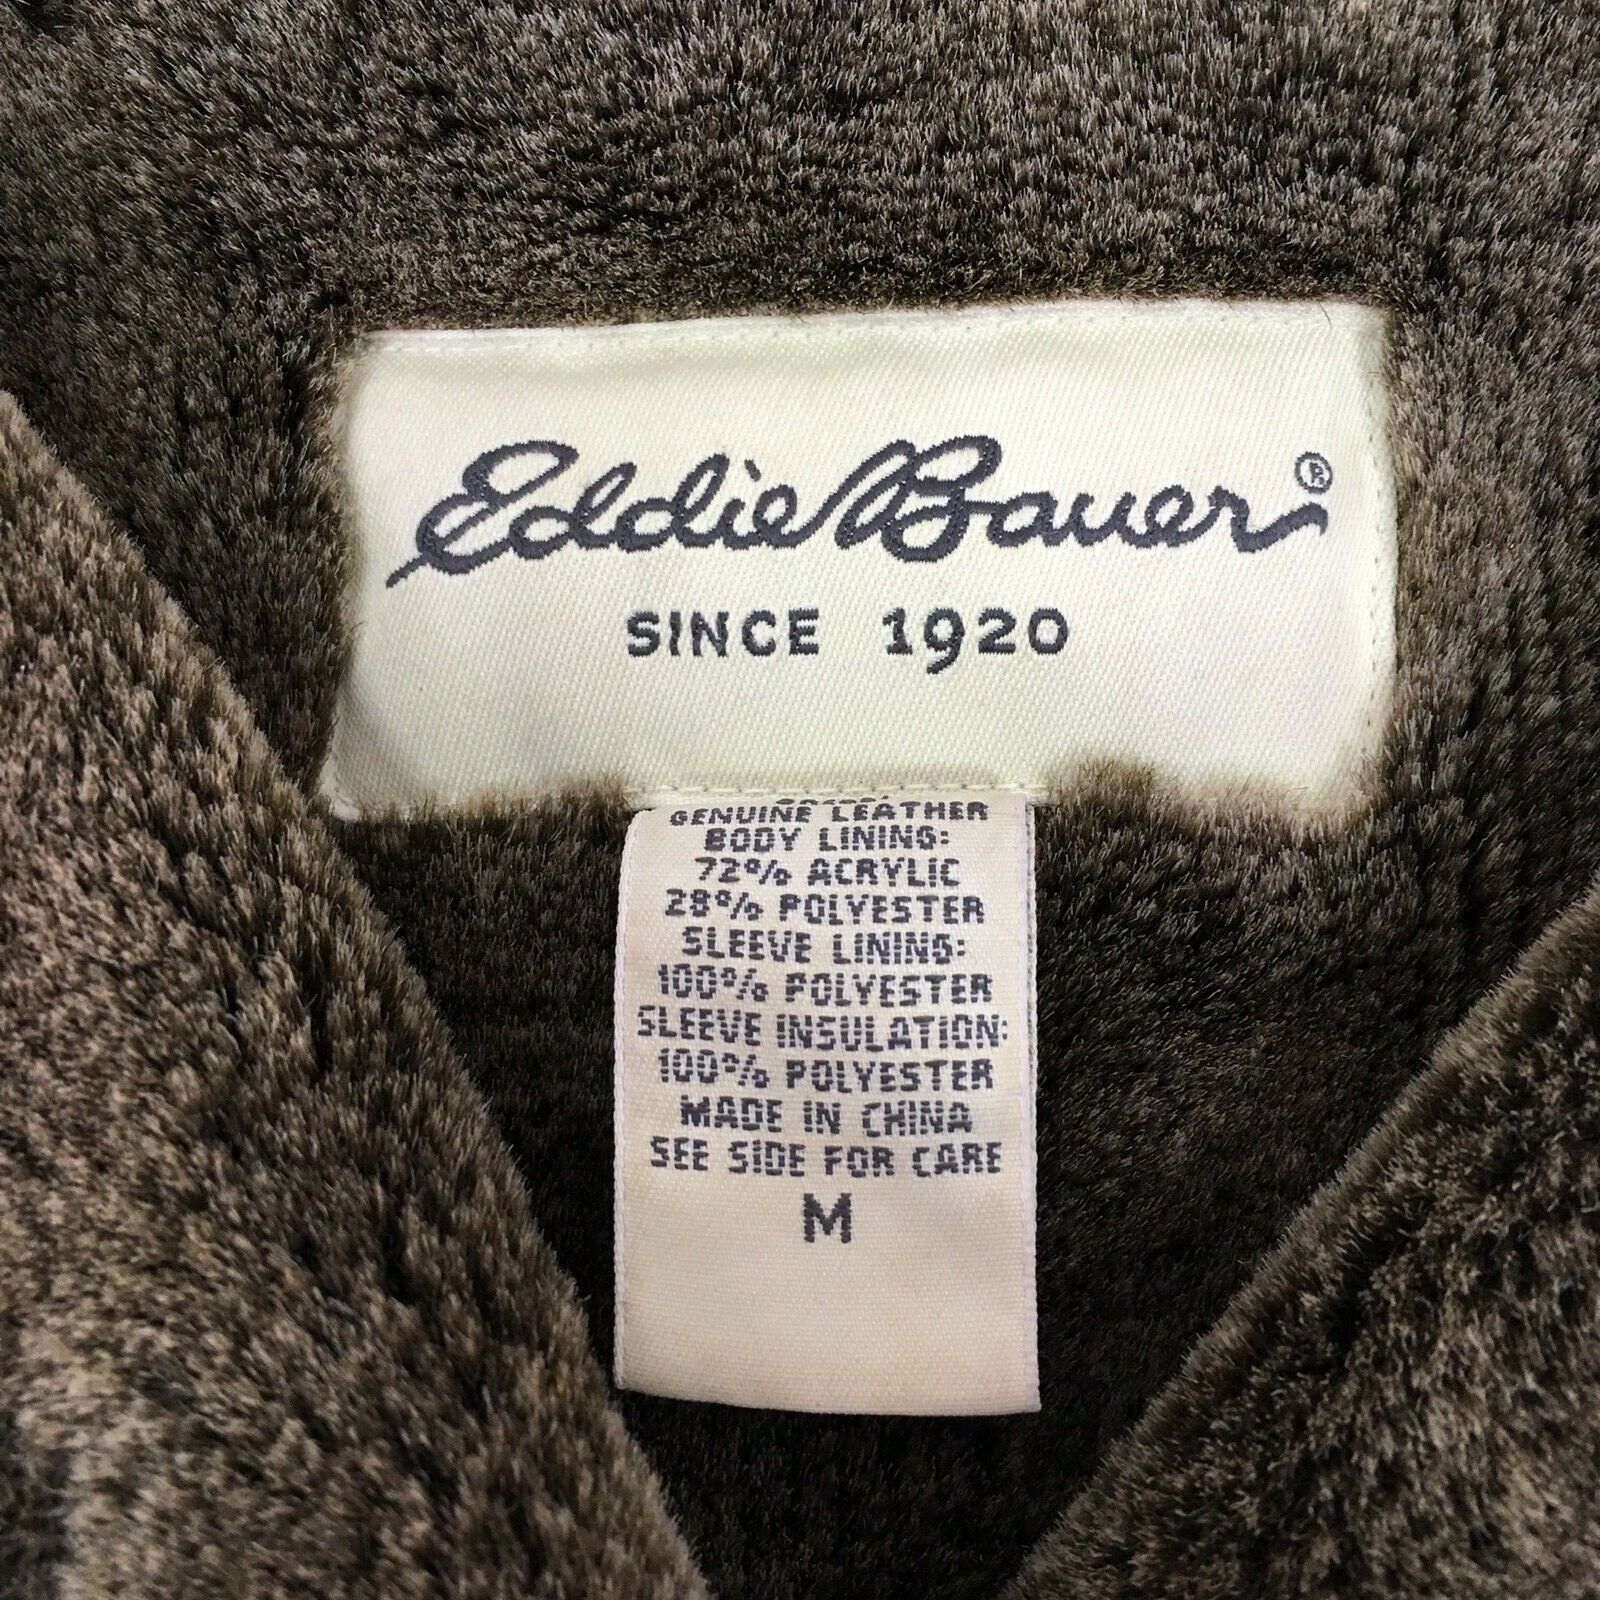 Eddie Bauer®
SINCE 1920
GENUINE LEATHER
BODY LINING:
72% ACRYLIC
28% POLYESTER
SLEEVE LINING:
100% POLYESTER
SLEEVE INSULATION:
100% POLYESTER
MADE IN CHINA
SEE SIDE FOR CARE
M